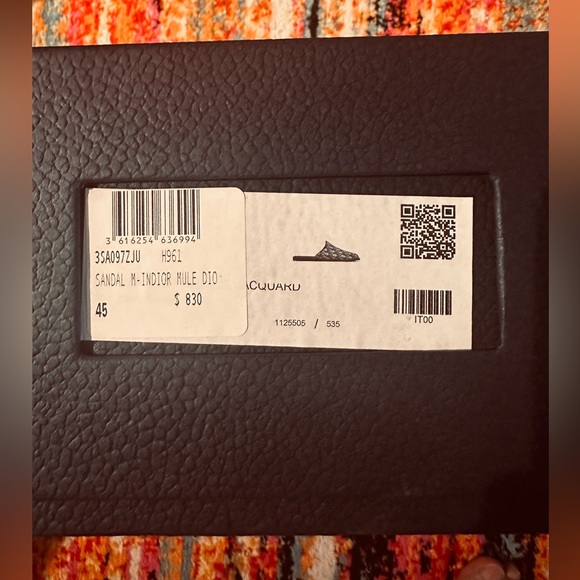 3 616254 636994
3SA097ZJU H961
SANDAL M-INDIOR MULE DIO
$ 830
45
ACQUARD
1125505 / 535
IT00